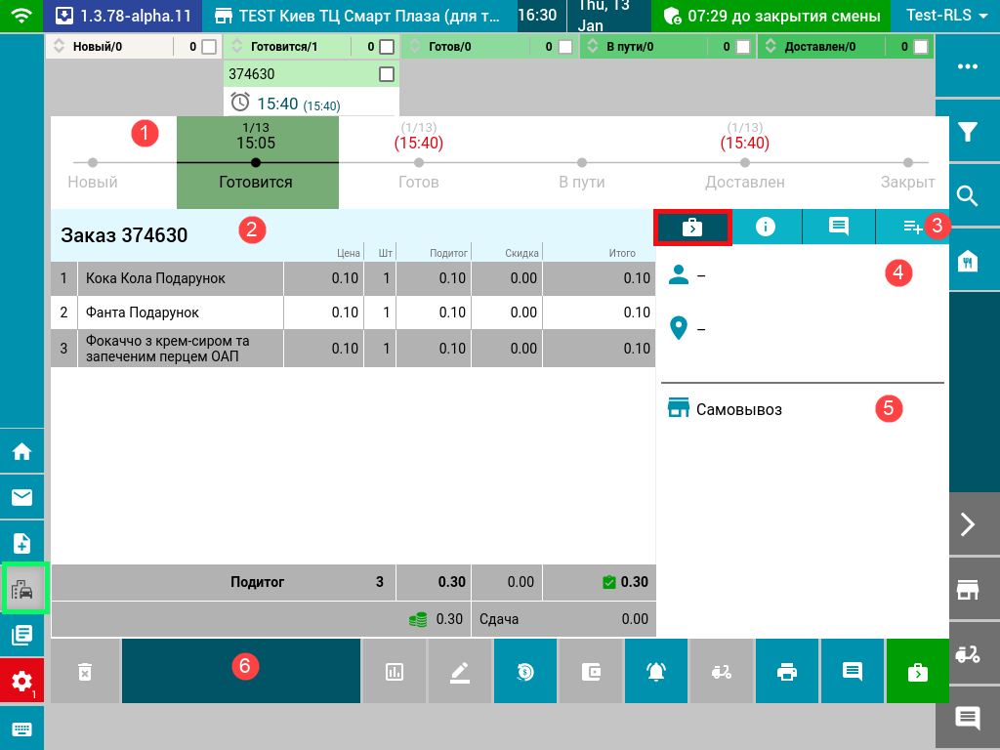 1.3.78-alpha.11
TEST Киев ТЦ Смарт Плаза (для т...
16:30
Thu, 13
Jan
07:29 до закрытия смены
Test-RLS
Новый/0 0
Готовится/1 0
Готов/0 0
В пути/0 0
Доставлен/0 0
374630
15:40 (15:40)
1
1/13
15:05
(1/13)
(15:40)
(1/13)
(15:40)
Новый
Готовится
Готов
В пути
Доставлен
Закрыт
Заказ 374630
2
3
Цена Шт Подитог Скидка Итого
1 Кока Кола Подарунок 0.10 1 0.10 0.00 0.10
2 Фанта Подарунок 0.10 1 0.10 0.00 0.10
3 Фокаччо з крем-сиром та
запеченим перцем ОАП 0.10 1 0.10 0.00 0.10
–
4
–
Самовывоз
5
Подитог 3 0.30 0.00 0.30
0.30 Сдача 0.00
6
1